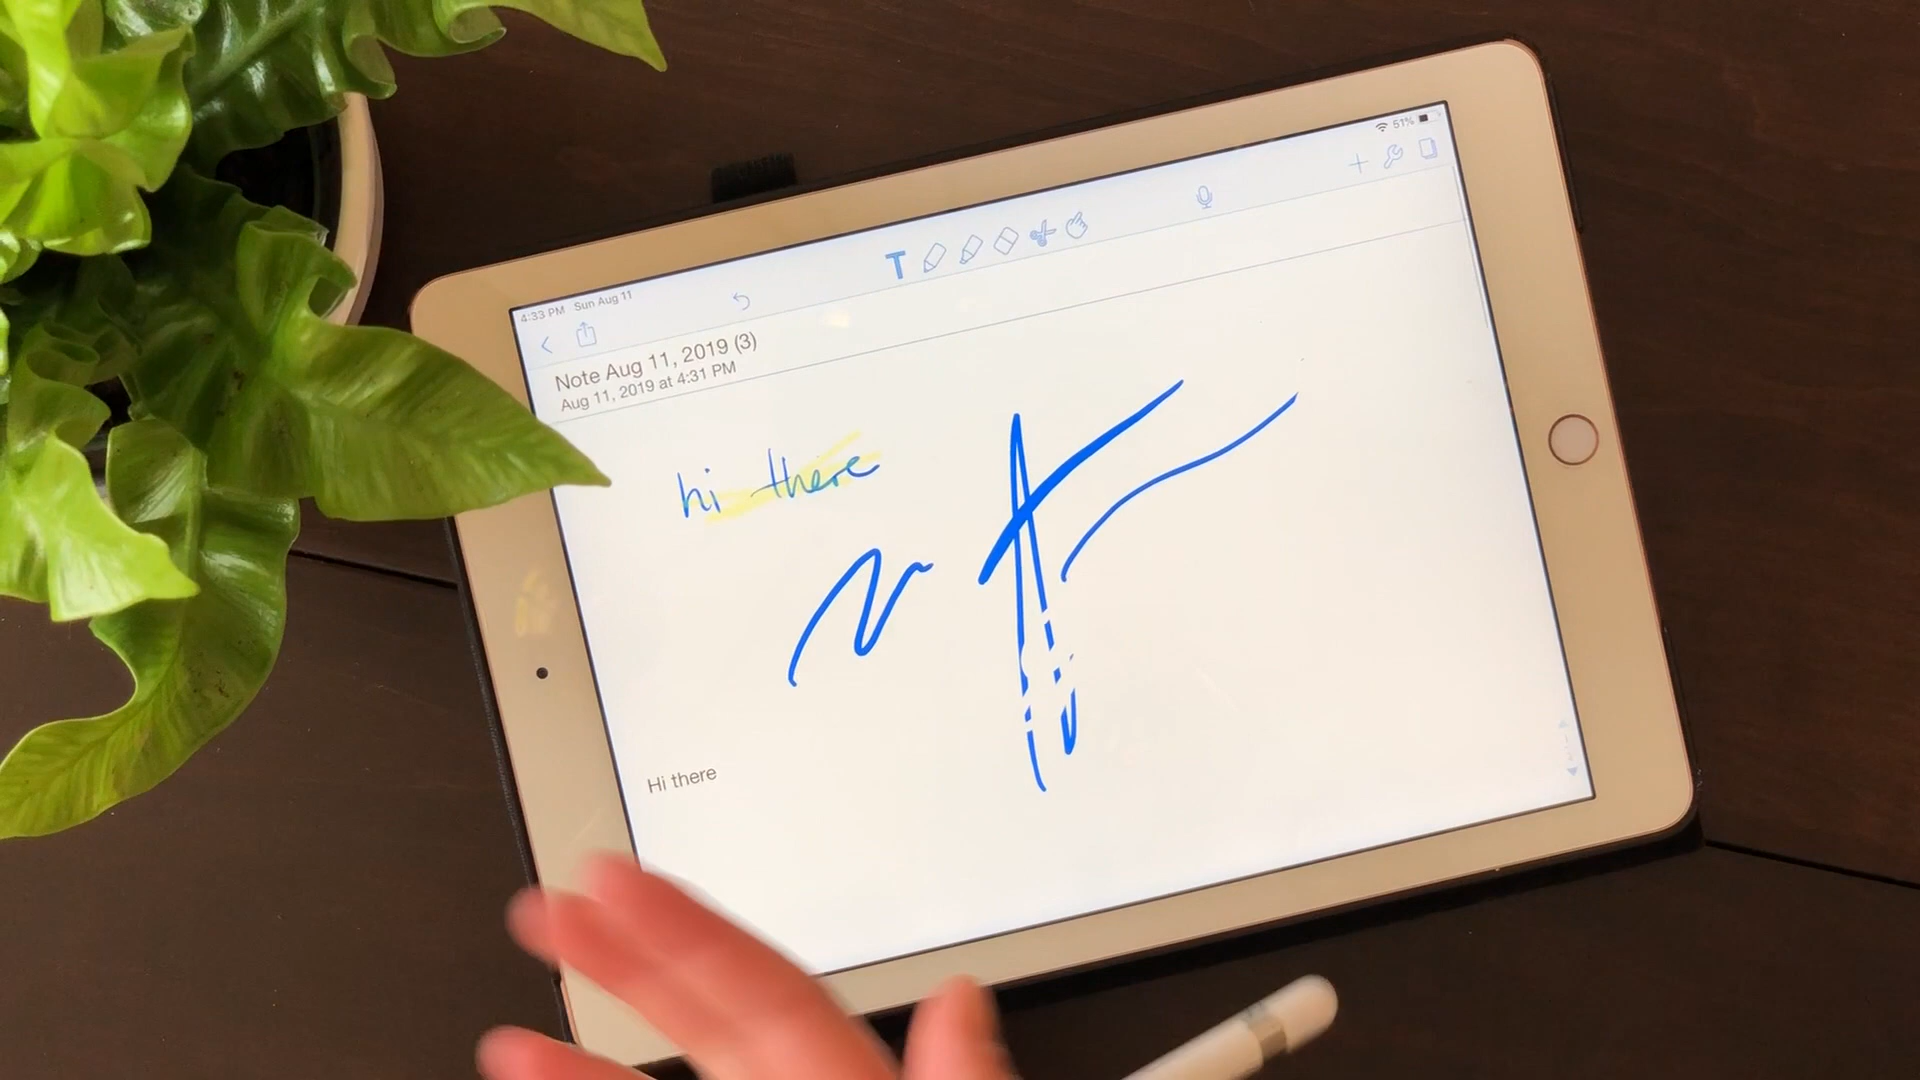 4:33 PM Sun Aug 11
51%
T
Note Aug 11, 2019 (3)
Aug 11, 2019 at 4:31 PM
hi there
Hi there